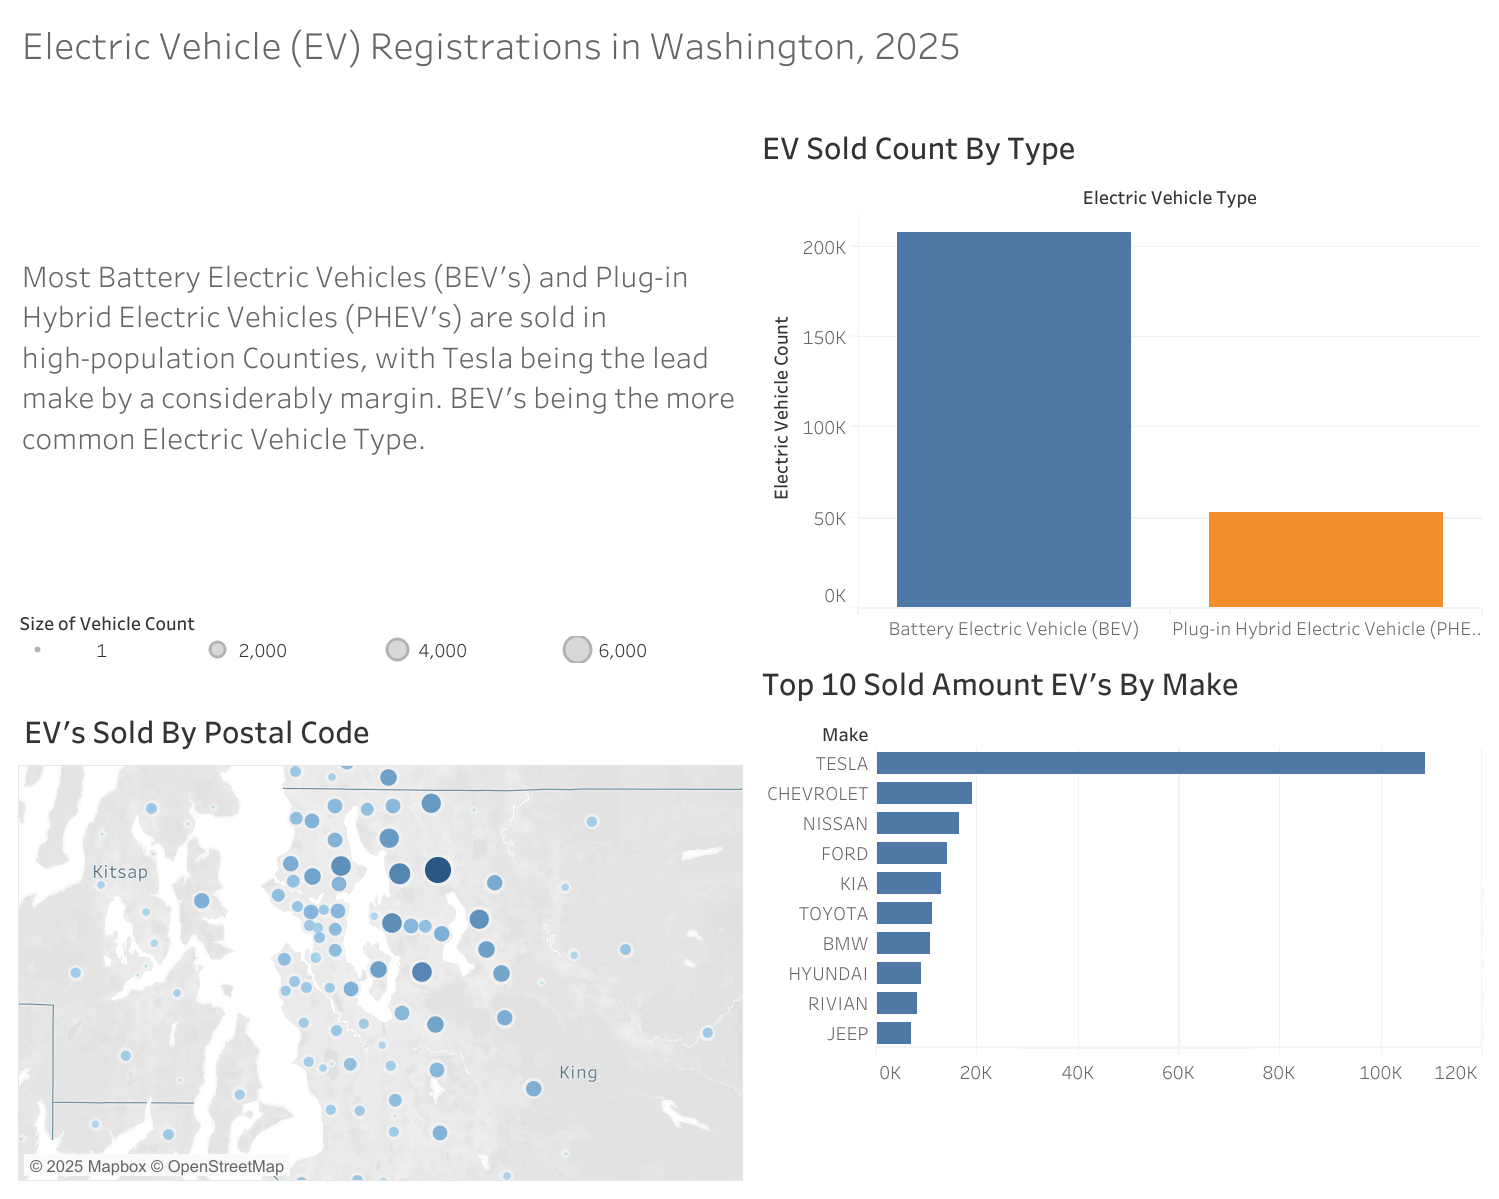 Electric Vehicle (EV) Registrations in Washington, 2025
Most Battery Electric Vehicles (BEV’s) and Plug-in
Hybrid Electric Vehicles (PHEV’s) are sold in
high-population Counties, with Tesla being the lead
make by a considerably margin. BEV’s being the more
common Electric Vehicle Type.
Size of Vehicle Count
1 2,000 4,000 6,000
EV’s Sold By Postal Code
Kitsap
King
© 2025 Mapbox © OpenStreetMap
EV Sold Count By Type
Electric Vehicle Type
Electric Vehicle Count
200K
150K
100K
50K
0K
Battery Electric Vehicle (BEV) Plug-in Hybrid Electric Vehicle (PHE..
Top 10 Sold Amount EV’s By Make
Make
TESLA
CHEVROLET
NISSAN
FORD
KIA
TOYOTA
BMW
HYUNDAI
RIVIAN
JEEP
0K 20K 40K 60K 80K 100K 120K